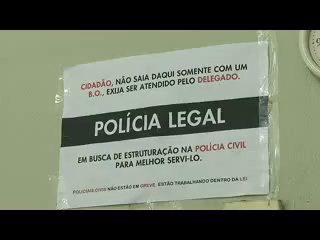 CIDADÃO, NÃO SAIA DAQUI SOMENTE COM UM
B.O., EXIJA SER ATENDIDO PELO DELEGADO.
POLÍCIA LEGAL
EM BUSCA DE ESTRUTURAÇÃO NA POLÍCIA CIVIL
PARA MELHOR SERVI-LO.
POLICIAIS CIVIS NÃO ESTÃO EM GREVE. ESTÃO TRABALHANDO DENTRO DA LEI